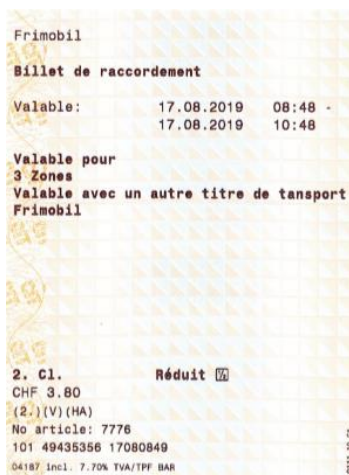 Frimobil
Billet de raccordement
Valable: 17.08.2019 08:48 -
17.08.2019 10:48
Valable pour
3 Zones
Valable avec un autre titre de tansport
Frimobil
2. Cl. Réduit ½
CHF 3.80
(2.)(V)(HA)
No article: 7776
101 49435356 17080849
04187 incl. 7.70% TVA/TPF BAR